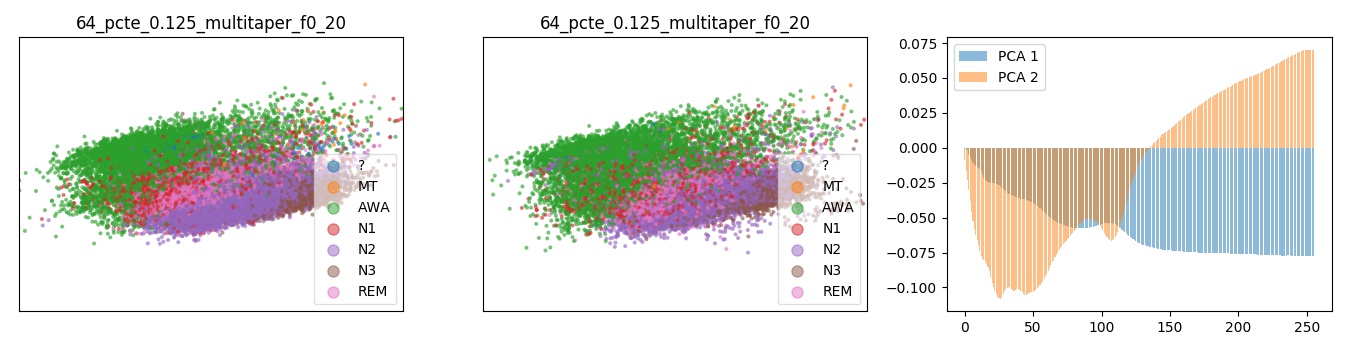 64_pcte_0.125_multitaper_f0_20
?
MT
AWA
N1
N2
N3
REM
64_pcte_0.125_multitaper_f0_20
?
MT
AWA
N1
N2
N3
REM
PCA 1
PCA 2
0.075
0.050
0.025
0.000
−0.025
−0.050
−0.075
−0.100
0 50 100 150 200 250